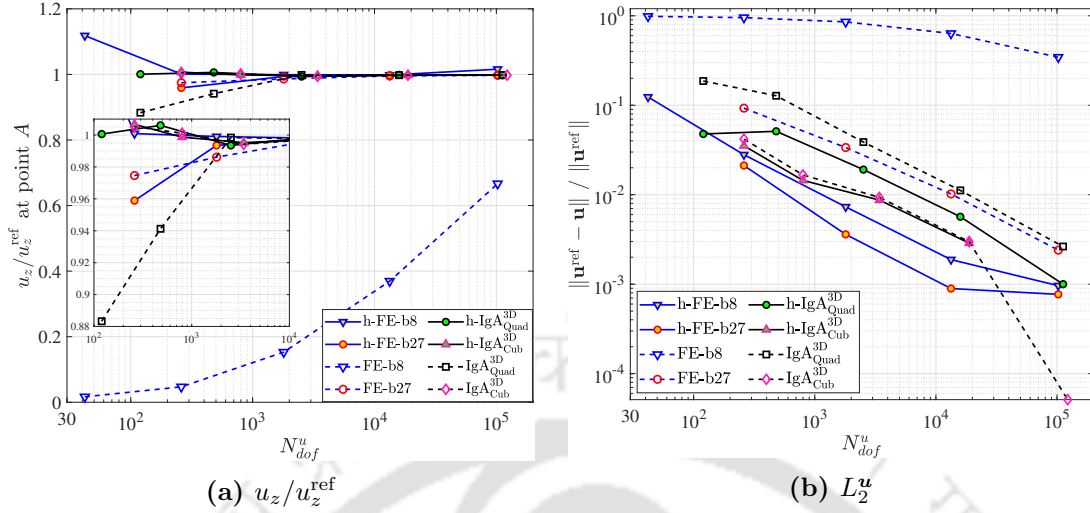 u_z/u_z^ref at point A
1.2
1
0.8
0.6
0.4
0.2
0
1
0.98
0.96
0.94
0.92
0.9
0.88
10^2 10^3 10^4
h-FE-b8 h-IgA^3D_Quad
h-FE-b27 h-IgA^3D_Cub
FE-b8 IgA^3D_Quad
FE-b27 IgA^3D_Cub
30 10^2 10^3 10^4 10^5
N^u_dof
(a) u_z/u_z^ref
||u^ref − u|| / ||u^ref||
10^0
10^-1
10^-2
10^-3
10^-4
h-FE-b8 h-IgA^3D_Quad
h-FE-b27 h-IgA^3D_Cub
FE-b8 IgA^3D_Quad
FE-b27 IgA^3D_Cub
30 10^2 10^3 10^4 10^5
N^u_dof
(b) L^u_2